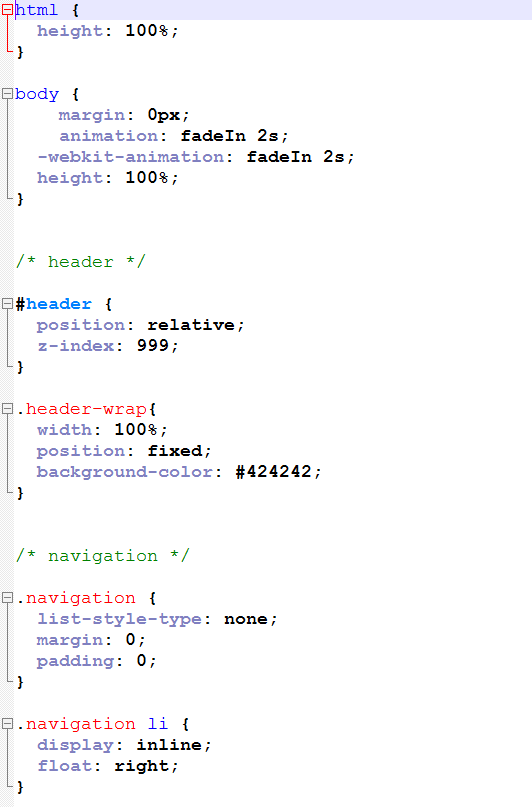 html {
height: 100%;
}
body {
margin: 0px;
animation: fadeIn 2s;
-webkit-animation: fadeIn 2s;
height: 100%;
}
/* header */
#header {
position: relative;
z-index: 999;
}
.header-wrap{
width: 100%;
position: fixed;
background-color: #424242;
}
/* navigation */
.navigation {
list-style-type: none;
margin: 0;
padding: 0;
}
.navigation li {
display: inline;
float: right;
}